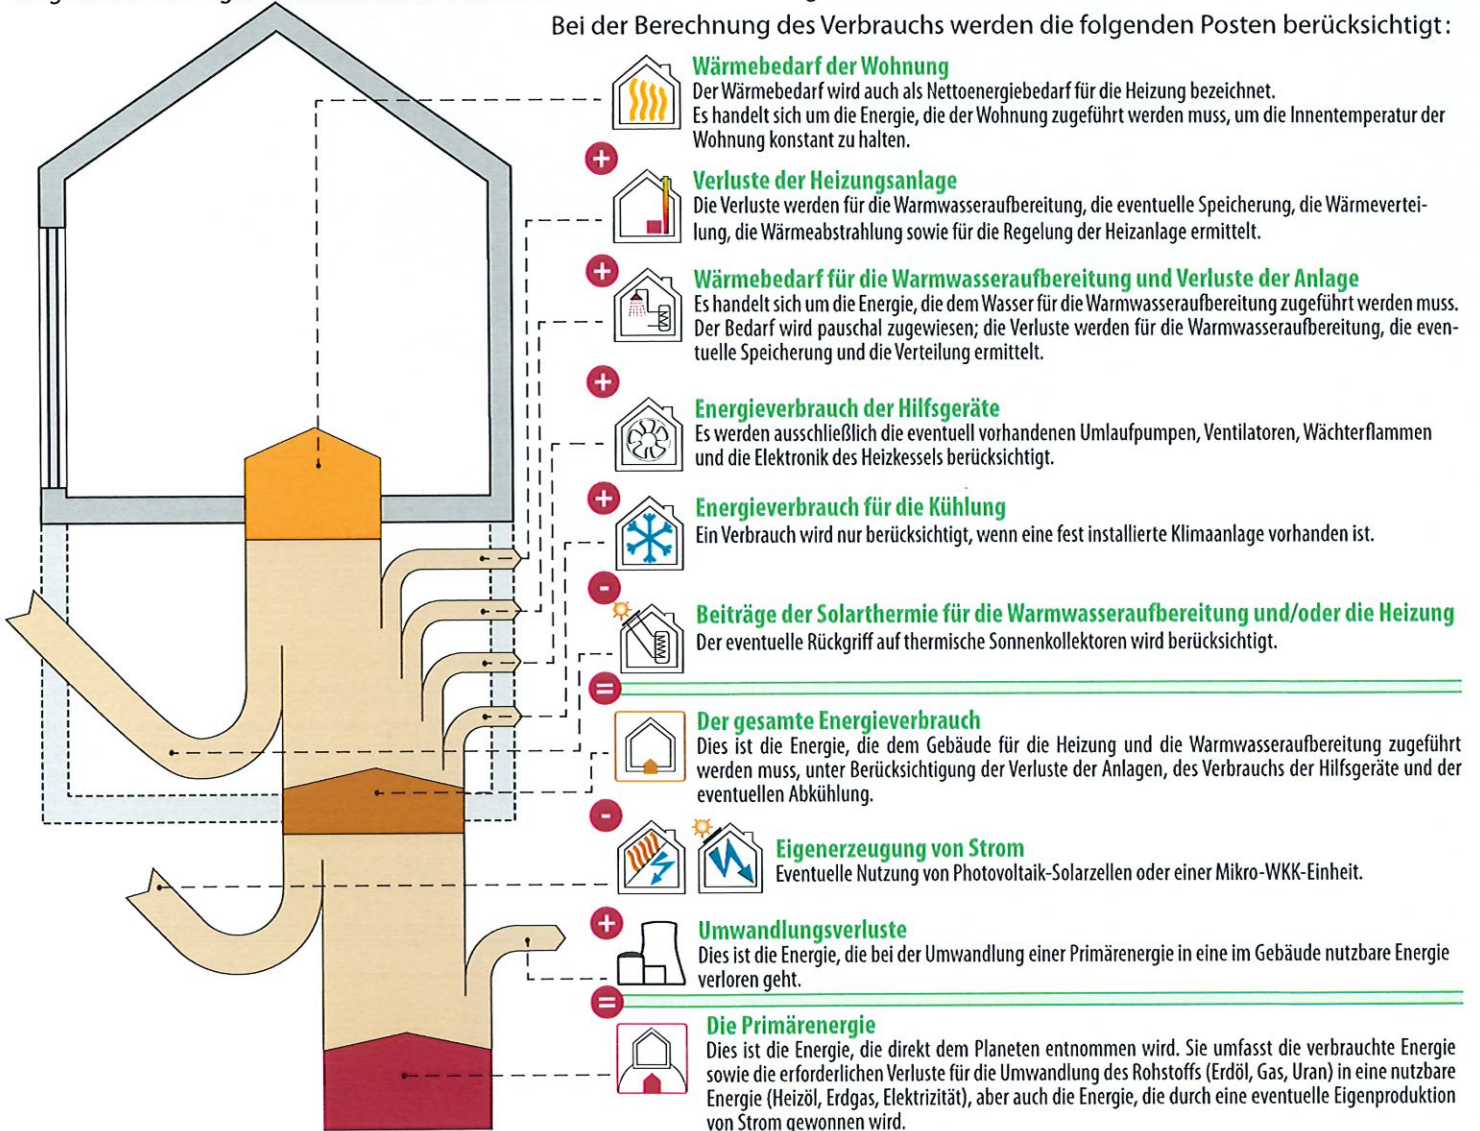 Bei der Berechnung des Verbrauchs werden die folgenden Posten berücksichtigt:
Wärmebedarf der Wohnung
Der Wärmebedarf wird auch als Nettoenergiebedarf für die Heizung bezeichnet.
Es handelt sich um die Energie, die der Wohnung zugeführt werden muss, um die Innentemperatur der
Wohnung konstant zu halten.
+
Verluste der Heizungsanlage
Die Verluste werden für die Warmwasseraufbereitung, die eventuelle Speicherung, die Wärmevertei-
lung, die Wärmeabstrahlung sowie für die Regelung der Heizanlage ermittelt.
+
Wärmebedarf für die Warmwasseraufbereitung und Verluste der Anlage
Es handelt sich um die Energie, die dem Wasser für die Warmwasseraufbereitung zugeführt werden muss.
Der Bedarf wird pauschal zugewiesen; die Verluste werden für die Warmwasseraufbereitung, die even-
tuelle Speicherung und die Verteilung ermittelt.
+
Energieverbrauch der Hilfsgeräte
Es werden ausschließlich die eventuell vorhandenen Umlaufpumpen, Ventilatoren, Wächterflammen
und die Elektronik des Heizkessels berücksichtigt.
+
Energieverbrauch für die Kühlung
Ein Verbrauch wird nur berücksichtigt, wenn eine fest installierte Klimaanlage vorhanden ist.
-
Beiträge der Solarthermie für die Warmwasseraufbereitung und/oder die Heizung
Der eventuelle Rückgriff auf thermische Sonnenkollektoren wird berücksichtigt.
=
Der gesamte Energieverbrauch
Dies ist die Energie, die dem Gebäude für die Heizung und die Warmwasseraufbereitung zugeführt
werden muss, unter Berücksichtigung der Verluste der Anlagen, des Verbrauchs der Hilfsgeräte und der
eventuellen Abkühlung.
-
Eigenerzeugung von Strom
Eventuelle Nutzung von Photovoltaik-Solarzellen oder einer Mikro-WKK-Einheit.
+
Umwandlungsverluste
Dies ist die Energie, die bei der Umwandlung einer Primärenergie in eine im Gebäude nutzbare Energie
verloren geht.
=
Die Primärenergie
Dies ist die Energie, die direkt dem Planeten entnommen wird. Sie umfasst die verbrauchte Energie
sowie die erforderlichen Verluste für die Umwandlung des Rohstoffs (Erdöl, Gas, Uran) in eine nutzbare
Energie (Heizöl, Erdgas, Elektrizität), aber auch die Energie, die durch eine eventuelle Eigenproduktion
von Strom gewonnen wird.